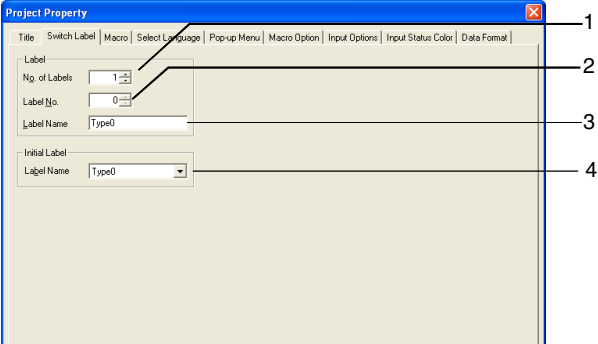 Project Property
Title Switch Label Macro Select Language Pop-up Menu Macro Option Input Options Input Status Color Data Format
1
Label
No. of Labels 1
2
Label No. 0
Label Name Type0
3
Initial Label
Label Name Type0
4